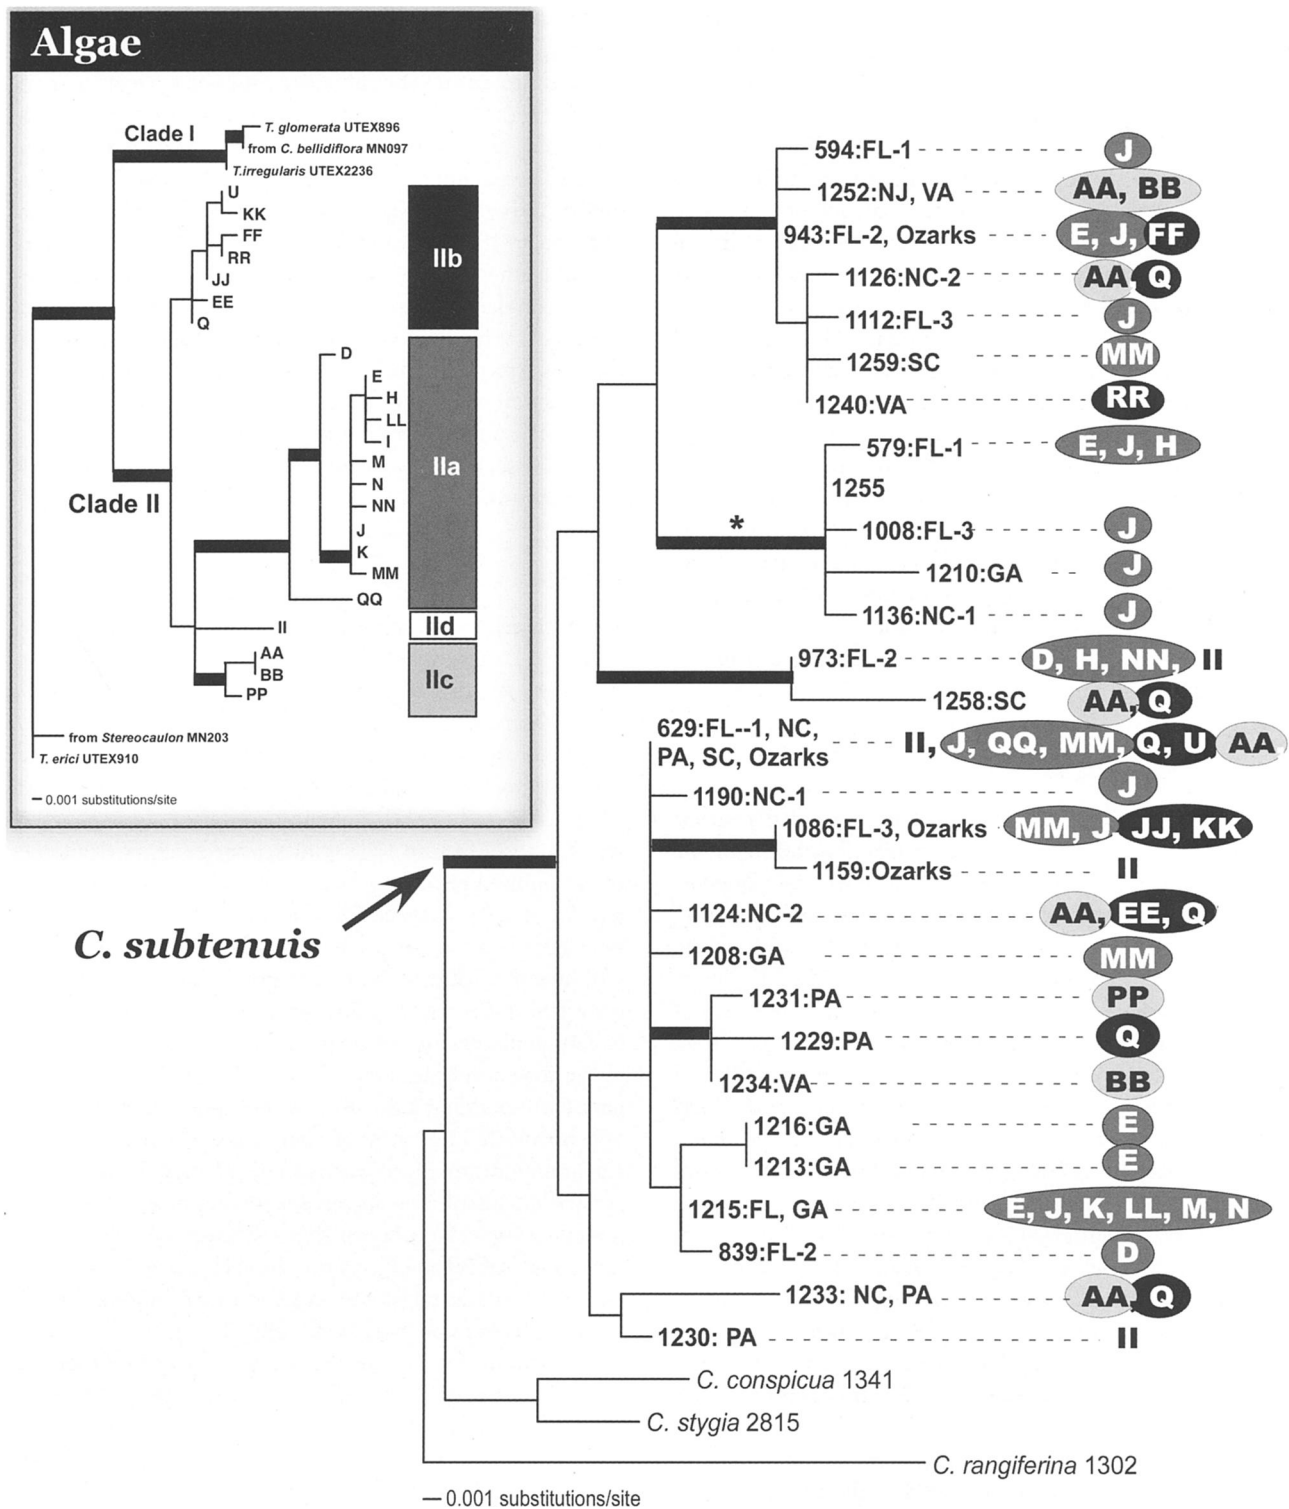 Algae
Clade I
T. glomerata UTEX896
from C. bellidiflora MN097
T.irregularis UTEX2236
U
KK
FF
RR
JJ
EE
Q
IIb
D
E
H
LL
I
M
N
NN
J
K
MM
QQ
IIa
Clade II
II
IId
AA
BB
PP
IIc
from Stereocaulon MN203
T. erici UTEX910
0.001 substitutions/site
594:FL-1 J
1252:NJ, VA AA, BB
943:FL-2, Ozarks E, J, FF
1126:NC-2 AA, Q
1112:FL-3 J
1259:SC MM
1240:VA RR
579:FL-1 E, J, H
1255
*
1008:FL-3 J
1210:GA J
1136:NC-1 J
973:FL-2 D, H, NN, II
1258:SC AA, Q
629:FL--1, NC,
PA, SC, Ozarks II, J, QQ, MM, Q, U, AA,
1190:NC-1 J
1086:FL-3, Ozarks MM, J, JJ, KK
1159:Ozarks II
1124:NC-2 AA, EE, Q
1208:GA MM
1231:PA PP
1229:PA Q
1234:VA BB
1216:GA E
1213:GA E
1215:FL, GA E, J, K, LL, M, N
839:FL-2 D
1233: NC, PA AA, Q
1230: PA II
C. subtenuis
C. conspicua 1341
C. stygia 2815
C. rangiferina 1302
0.001 substitutions/site